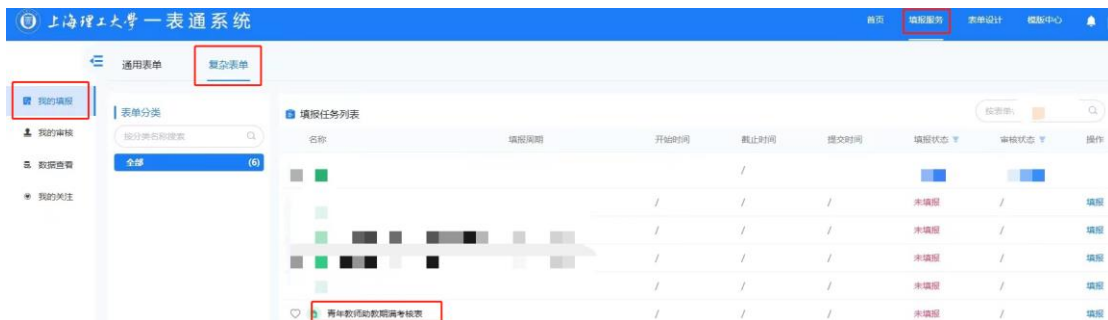 上海理工大学一表通系统
首页 填报服务 表单设计 模版中心
通用表单 复杂表单
我的填报
我的审核
数据查看
我的关注
表单分类
按分类名称搜索
全部 (6)
填报任务列表
按表单
名称 填报周期 开始时间 截止时间 提交时间 填报状态 审核状态 操作
/
/ / / 未填报 / 填报
/ / / 未填报 / 填报
/ / / 未填报 / 填报
/ / / 未填报 / 填报
青年教师助教期满考核表 / / / 未填报 / 填报